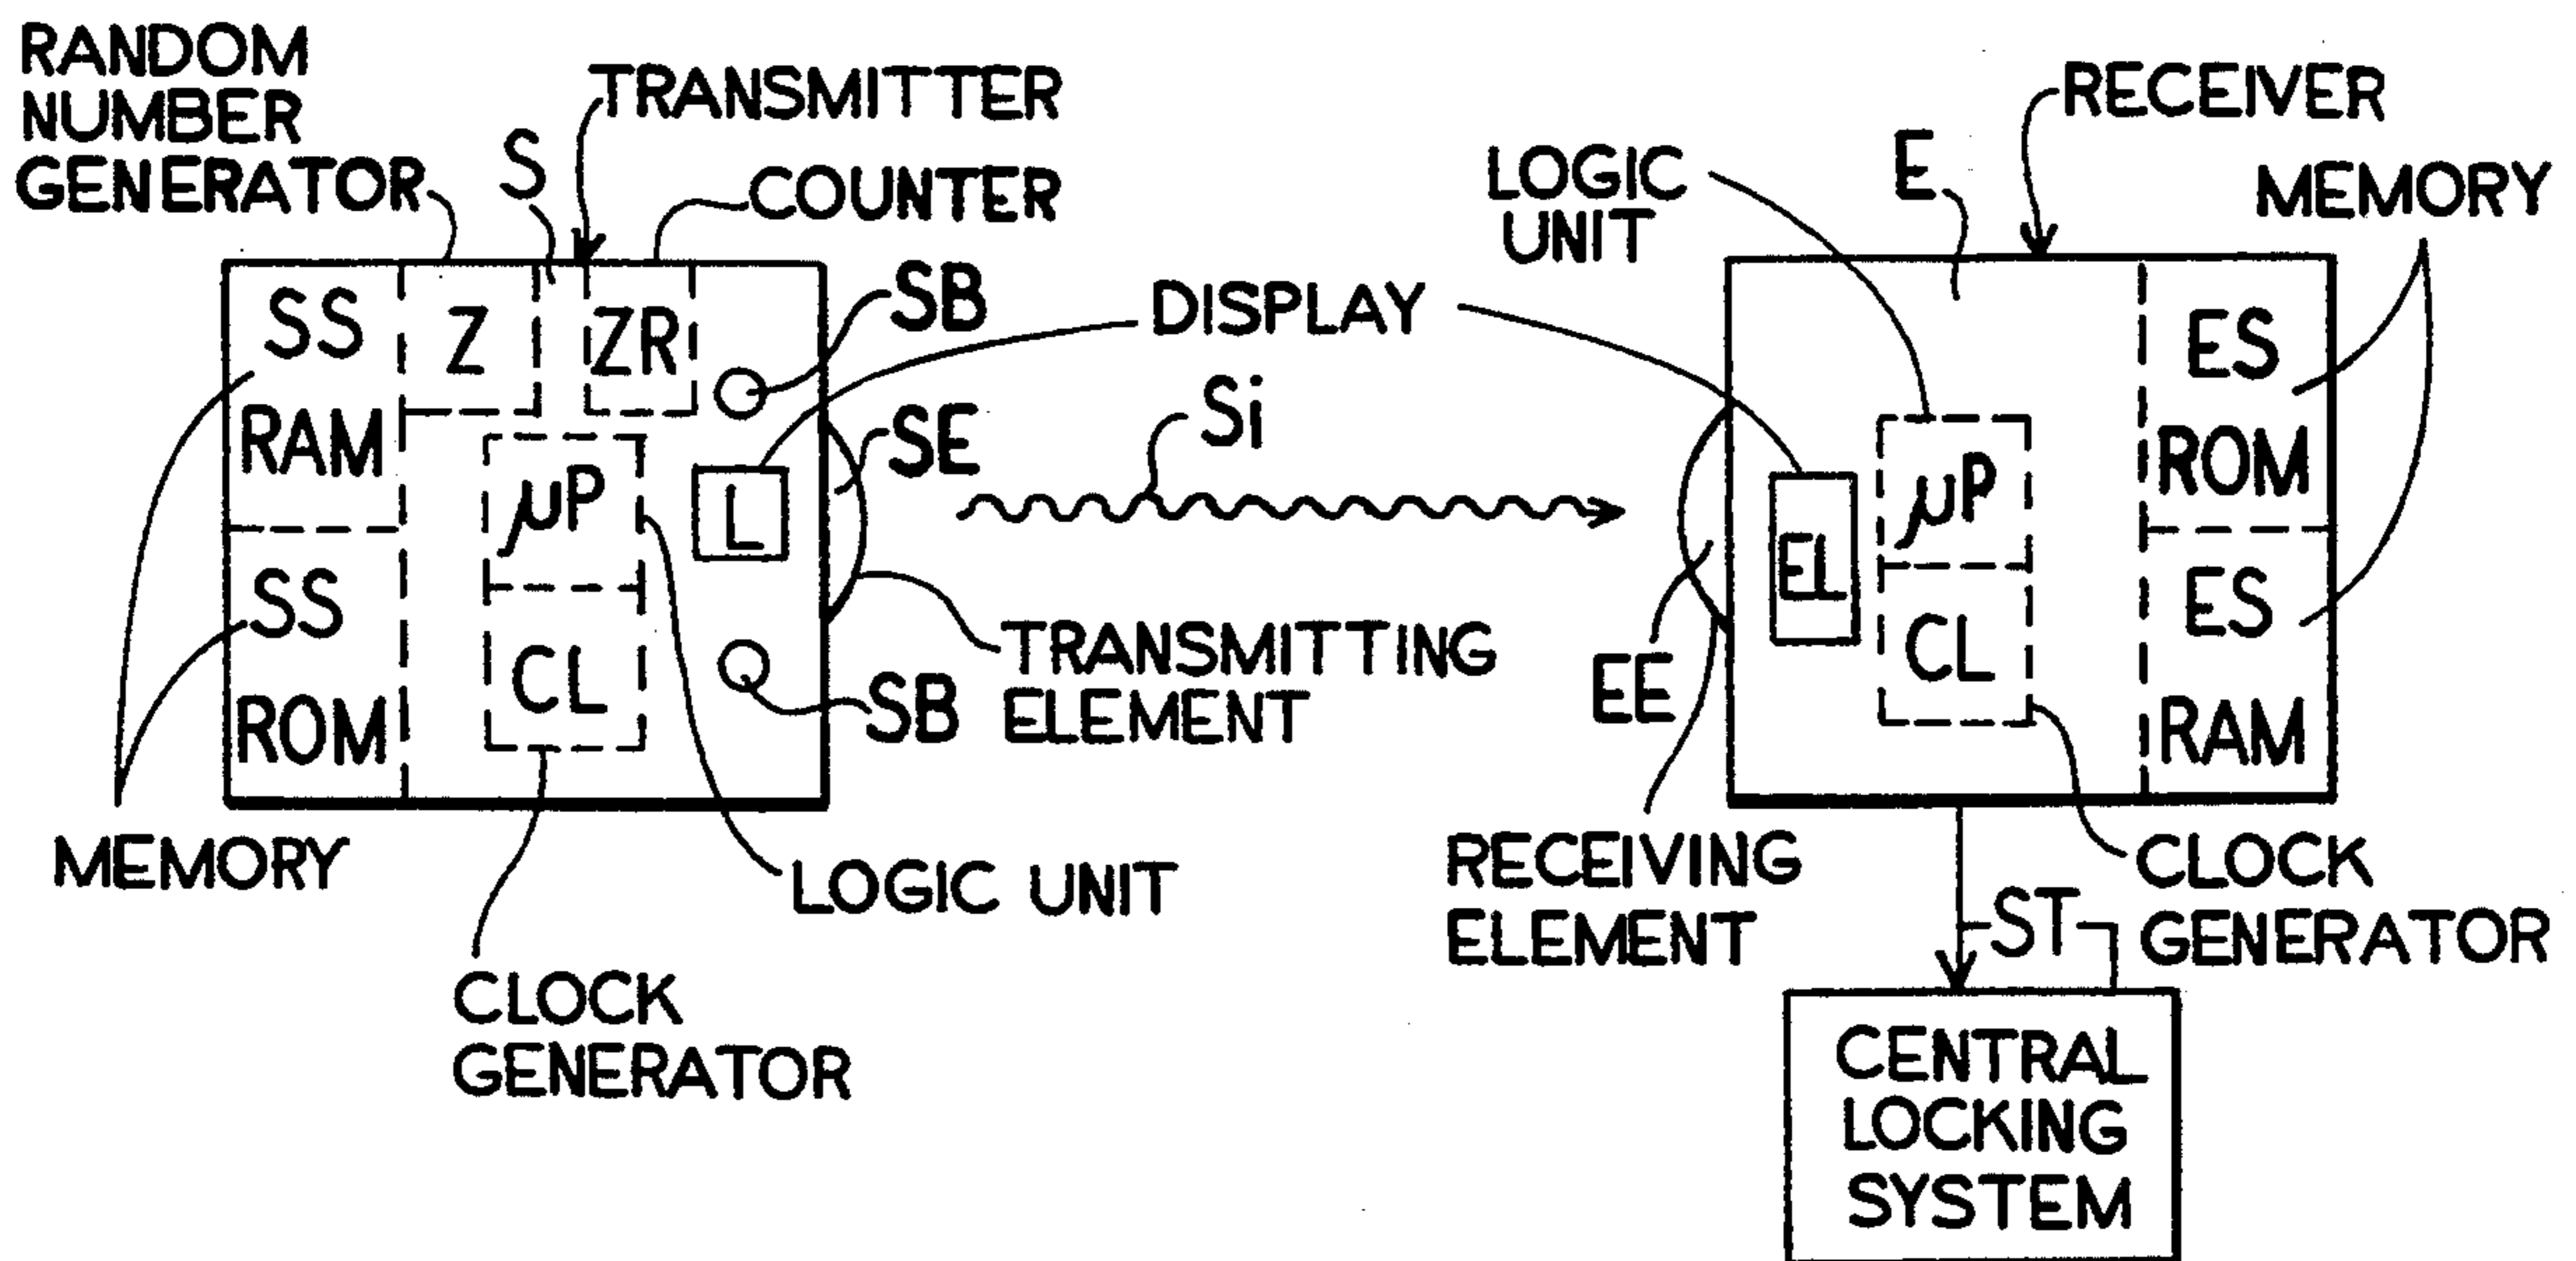 RANDOM
NUMBER
GENERATOR
S
TRANSMITTER
COUNTER
SS
RAM
SS
ROM
Z
ZR
SB
SE
L
µP
CL
SB
TRANSMITTING
ELEMENT
MEMORY
CLOCK
GENERATOR
LOGIC UNIT
DISPLAY
Si
LOGIC
UNIT
E
RECEIVER
MEMORY
ES
ROM
ES
RAM
µP
EL
CL
EE
RECEIVING
ELEMENT
CLOCK
GENERATOR
ST
CENTRAL
LOCKING
SYSTEM